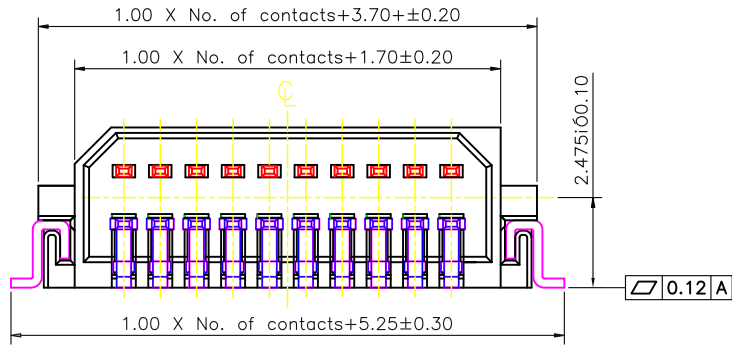 1.00 X No. of contacts+3.70+±0.20
1.00 X No. of contacts+1.70±0.20
℄
2.475ió0.10
0.12 A
1.00 X No. of contacts+5.25±0.30